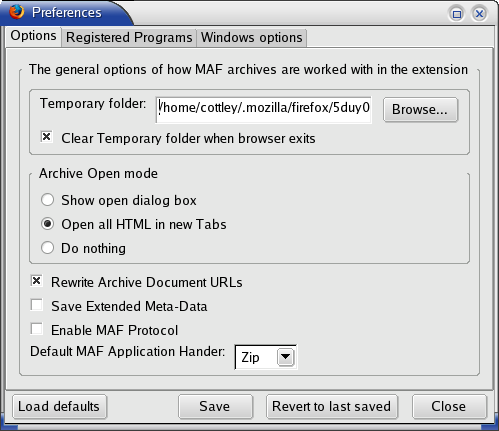 Preferences
Options Registered Programs Windows options
The general options of how MAF archives are worked with in the extension
Temporary folder: /home/cottley/.mozilla/firefox/5duy0 Browse...
Clear Temporary folder when browser exits
Archive Open mode
Show open dialog box
Open all HTML in new Tabs
Do nothing
Rewrite Archive Document URLs
Save Extended Meta-Data
Enable MAF Protocol
Default MAF Application Hander: Zip
Load defaults Save Revert to last saved Close